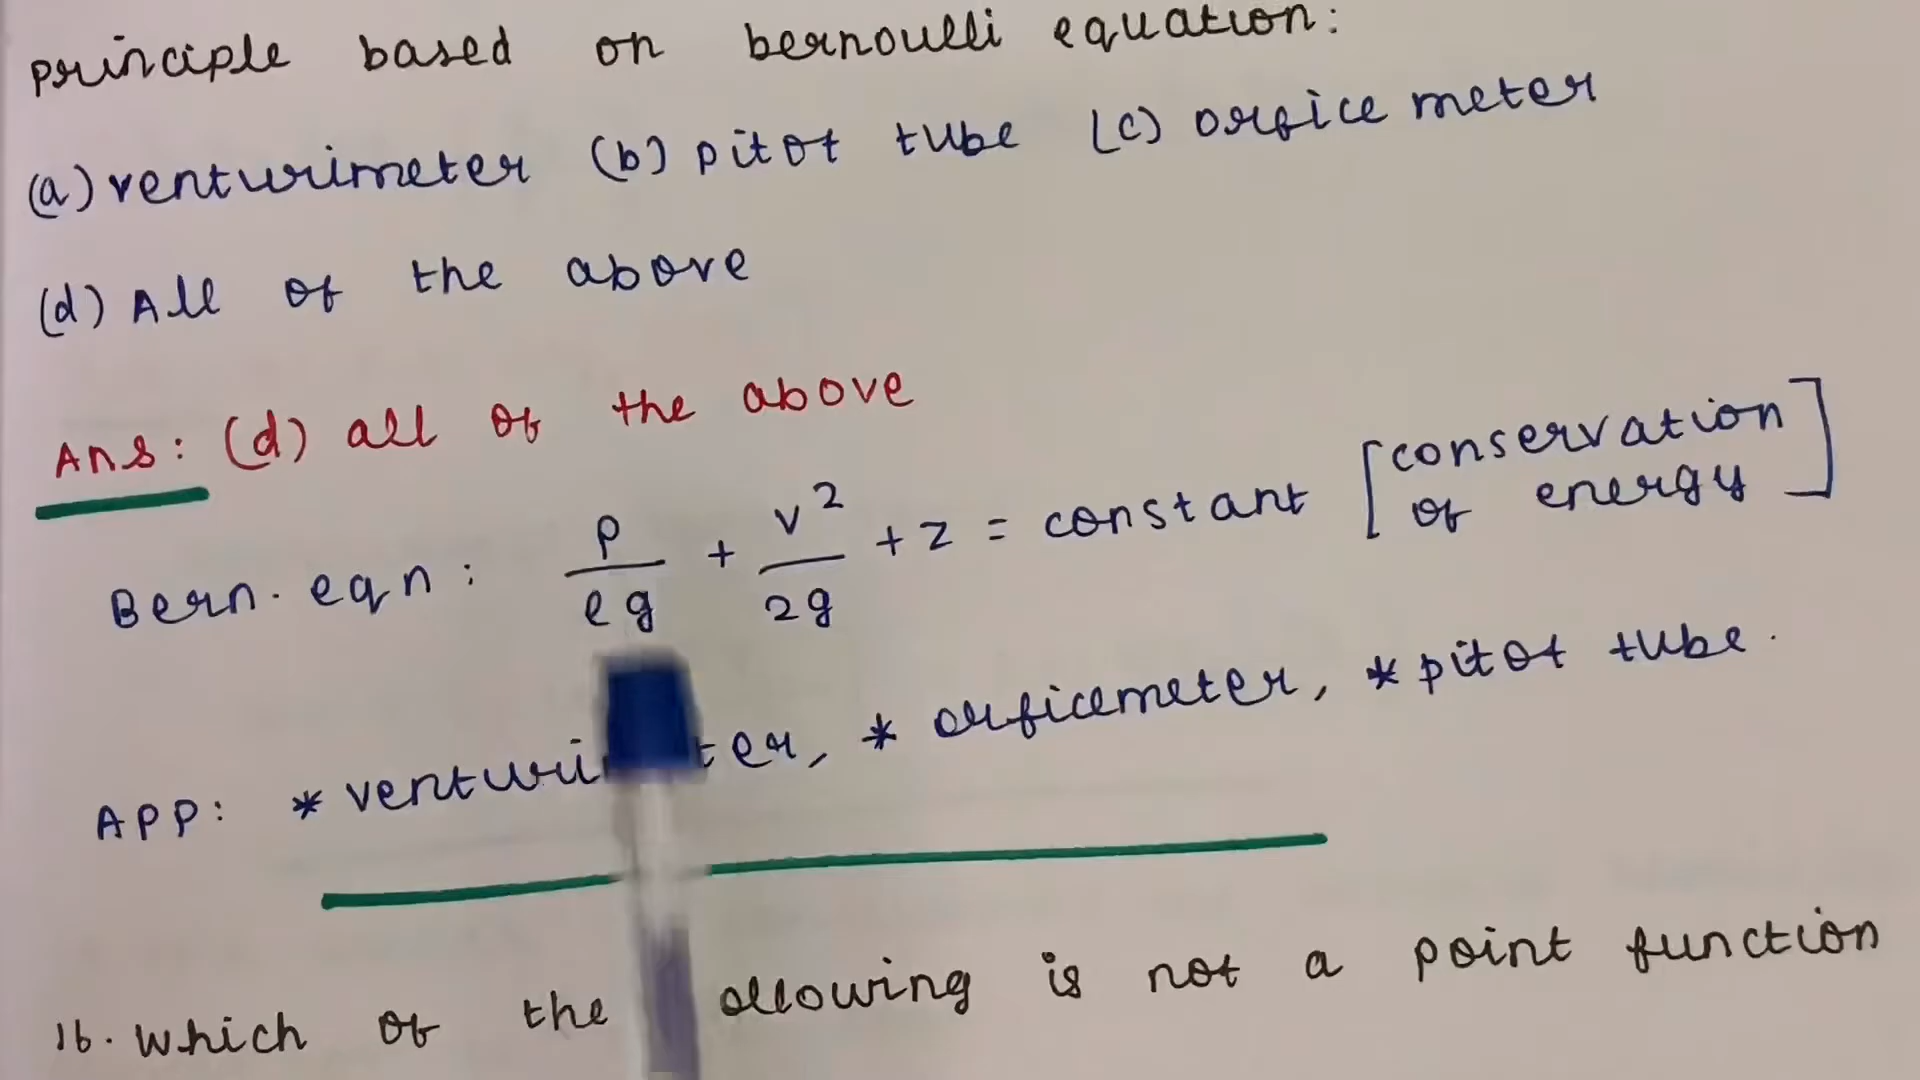 principle based on bernoulli equation:
(a) venturimeter (b) pitot tube (c) orfice meter
(d) All of the above
Ans: (d) all of the above
Bern. eqn: P/ρg + v²/2g + z = constant [conservation of energy]
APP: * ventur ter, * orficemeter, * pitot tube.
16. which of the ollowing is not a point function